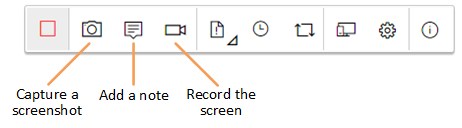 Capture a
screenshot
Add a note
Record the
screen